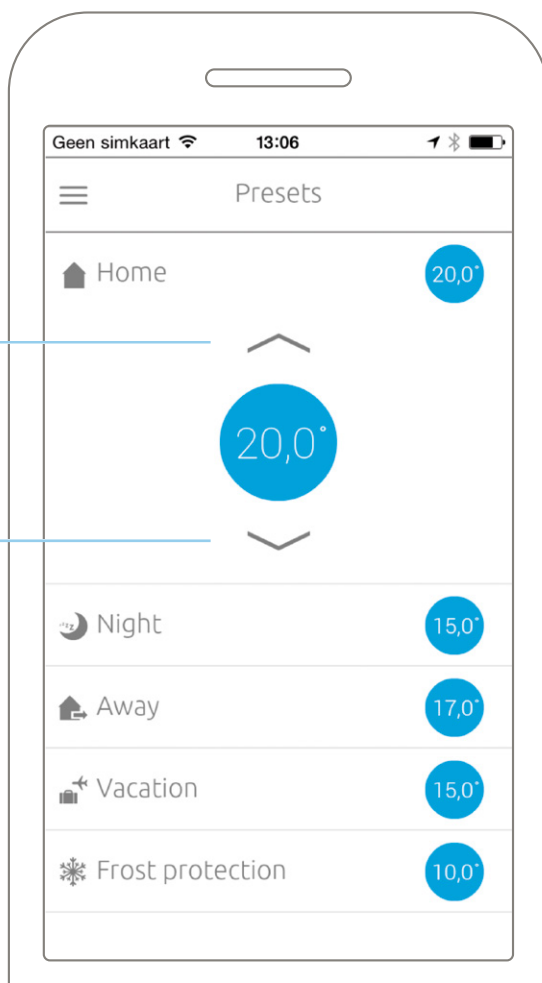 Geen simkaart 13:06
Presets
Home 20,0°
20,0°
Night 15,0°
Away 17,0°
Vacation 15,0°
Frost protection 10,0°